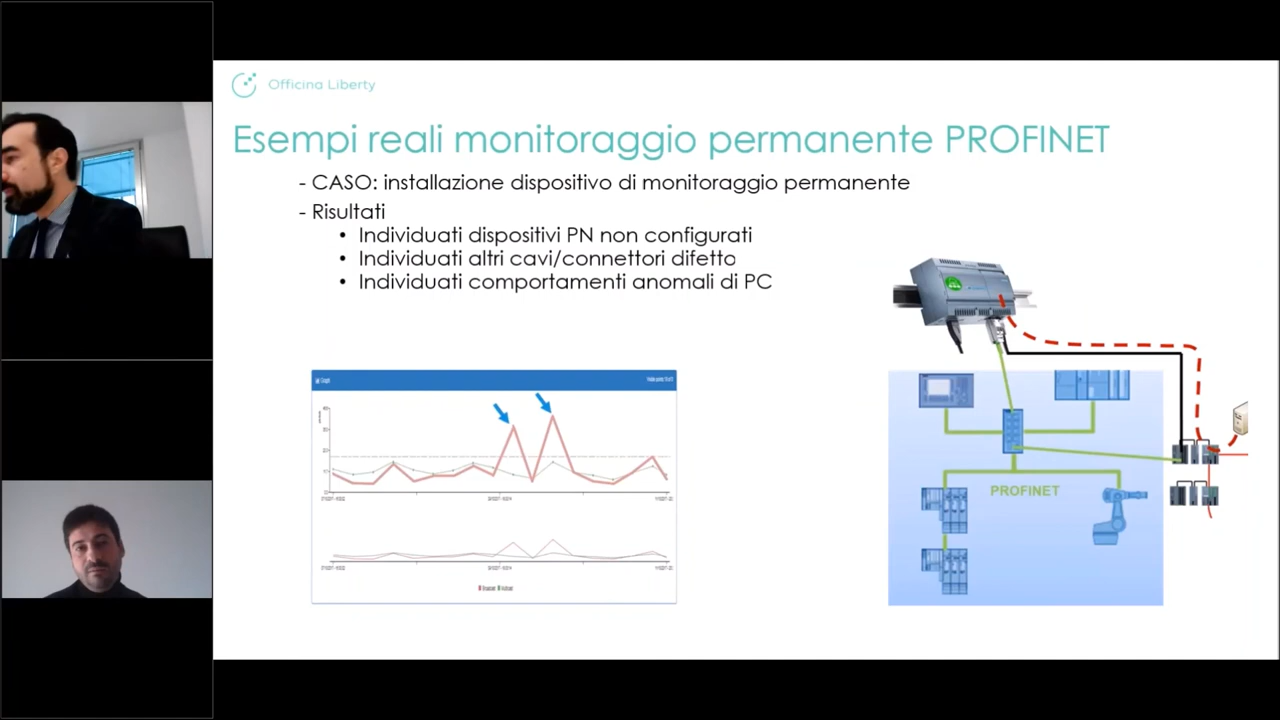 Officina Liberty
Esempi reali monitoraggio permanente PROFINET
- CASO: installazione dispositivo di monitoraggio permanente
- Risultati
• Individuati dispositivi PN non configurati
• Individuati altri cavi/connettori difetto
• Individuati comportamenti anomali di PC
PROFINET